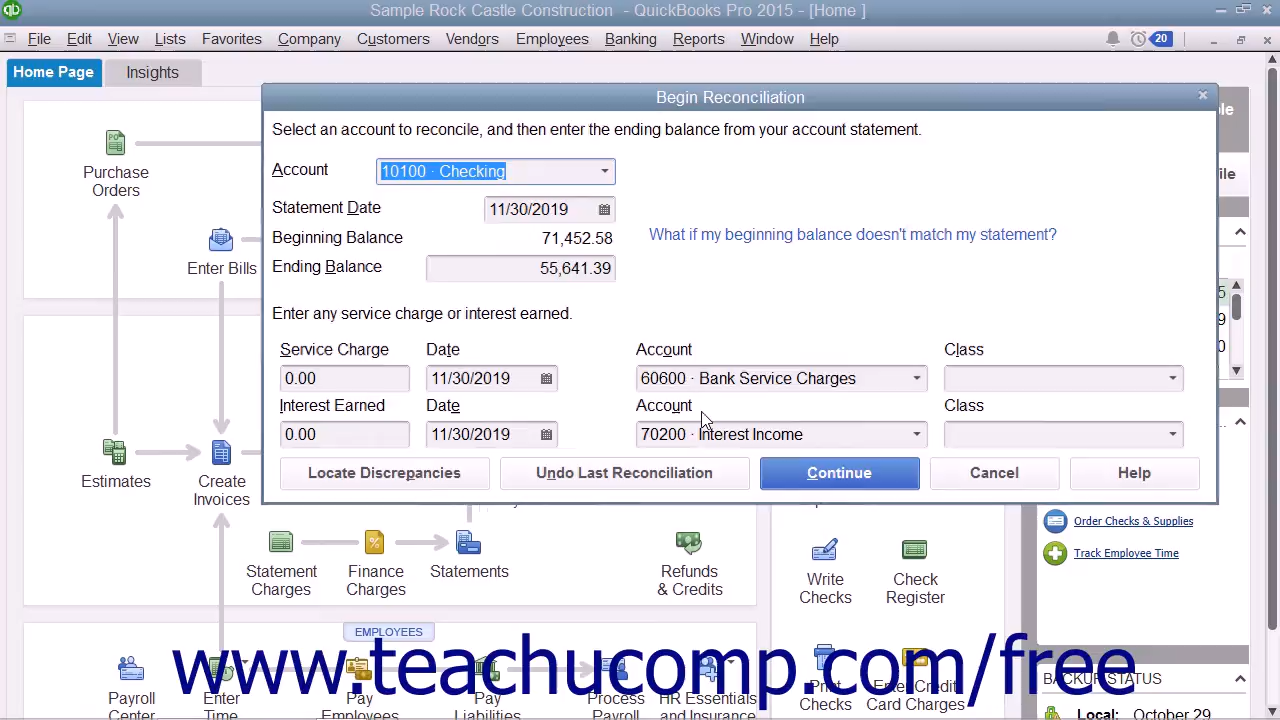 Sample Rock Castle Construction - QuickBooks Pro 2015 - [Home ]
File Edit View Lists Favorites Company Customers Vendors Employees Banking Reports Window Help 20
Home Page Insights
Begin Reconciliation
Select an account to reconcile, and then enter the ending balance from your account statement.
Account 10100 · Checking
Statement Date 11/30/2019
Beginning Balance 71,452.58
What if my beginning balance doesn't match my statement?
Ending Balance 55,641.39
Enter any service charge or interest earned.
Service Charge Date Account Class
0.00 11/30/2019 60600 · Bank Service Charges
Interest Earned Date Account Class
0.00 11/30/2019 70200 · Interest Income
Locate Discrepancies Undo Last Reconciliation Continue Cancel Help
Purchase
Orders
Enter Bills
Estimates
Create
Invoices
Statement
Charges
Finance
Charges
Statements
Refunds
& Credits
Write
Checks
Check
Register
Order Checks & Supplies
Track Employee Time
EMPLOYEES
www.teachucomp.com/free
Payroll
Center
Enter
Time
Pay
Employees
Pay
Liabilities
Process
Payroll
HR Essentials
and Insurance
Print
Checks
Enter Credit
Card Charges
BACKUP STATUS
Local: October 29